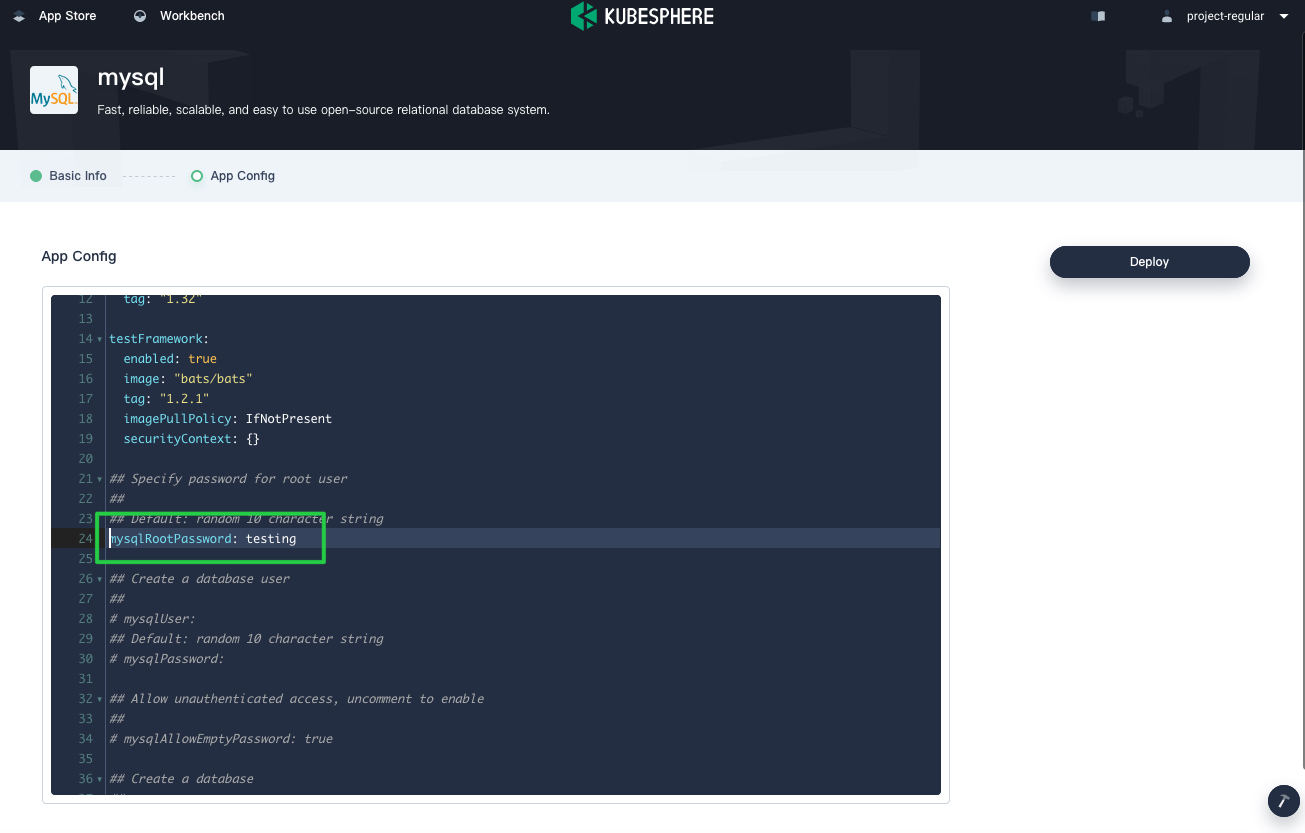 App Store
Workbench
KUBESPHERE
project-regular
MySQL
mysql
Fast, reliable, scalable, and easy to use open-source relational database system.
Basic Info
App Config
App Config
Deploy
12 tag: "1.32"
13
14 testFramework:
15 enabled: true
16 image: "bats/bats"
17 tag: "1.2.1"
18 imagePullPolicy: IfNotPresent
19 securityContext: {}
20
21 ## Specify password for root user
22 ##
23 ## Default: random 10 character string
24 mysqlRootPassword: testing
25
26 ## Create a database user
27 ##
28 # mysqlUser:
29 ## Default: random 10 character string
30 # mysqlPassword:
31
32 ## Allow unauthenticated access, uncomment to enable
33 ##
34 # mysqlAllowEmptyPassword: true
35
36 ## Create a database